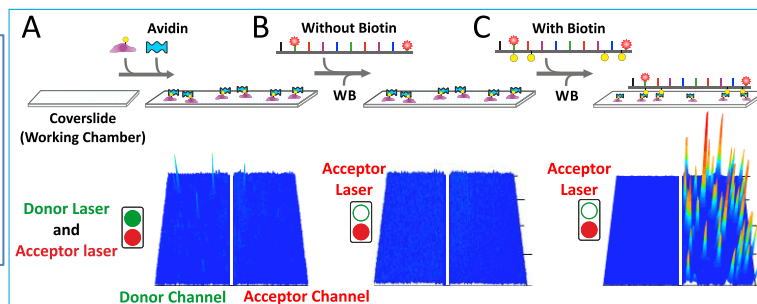 A
Avidin
B
Without Biotin
C
With Biotin
WB
WB
Coverslide
(Working Chamber)
Acceptor
Laser
Acceptor
Laser
Donor Laser
and
Acceptor laser
Donor Channel
Acceptor Channel